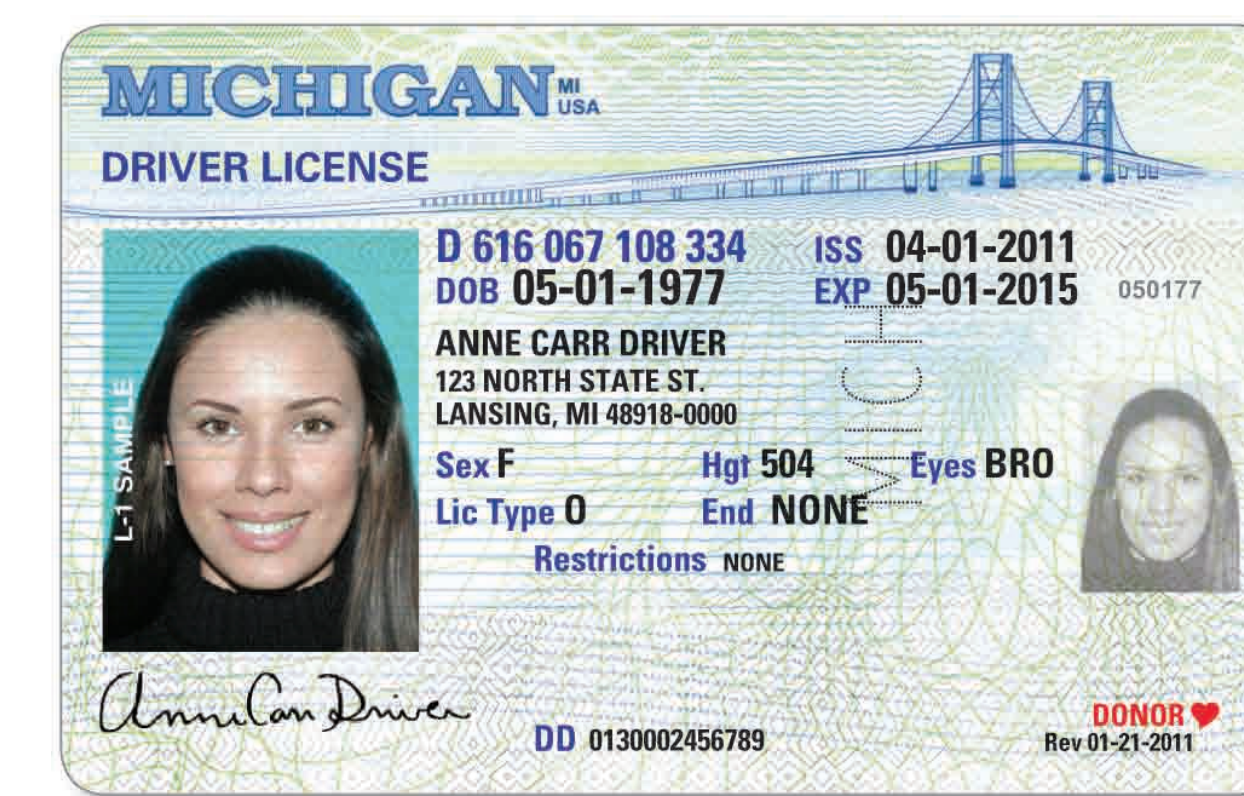 MICHIGAN MI USA
DRIVER LICENSE
D 616 067 108 334 ISS 04-01-2011
DOB 05-01-1977 EXP 05-01-2015 050177
ANNE CARR DRIVER
123 NORTH STATE ST.
LANSING, MI 48918-0000
Sex F Hgt 504 Eyes BRO
Lic Type O End NONE
Restrictions NONE
MICH
L-1 SAMPLE
Anne Carr Driver
DD 0130002456789
DONOR
Rev 01-21-2011